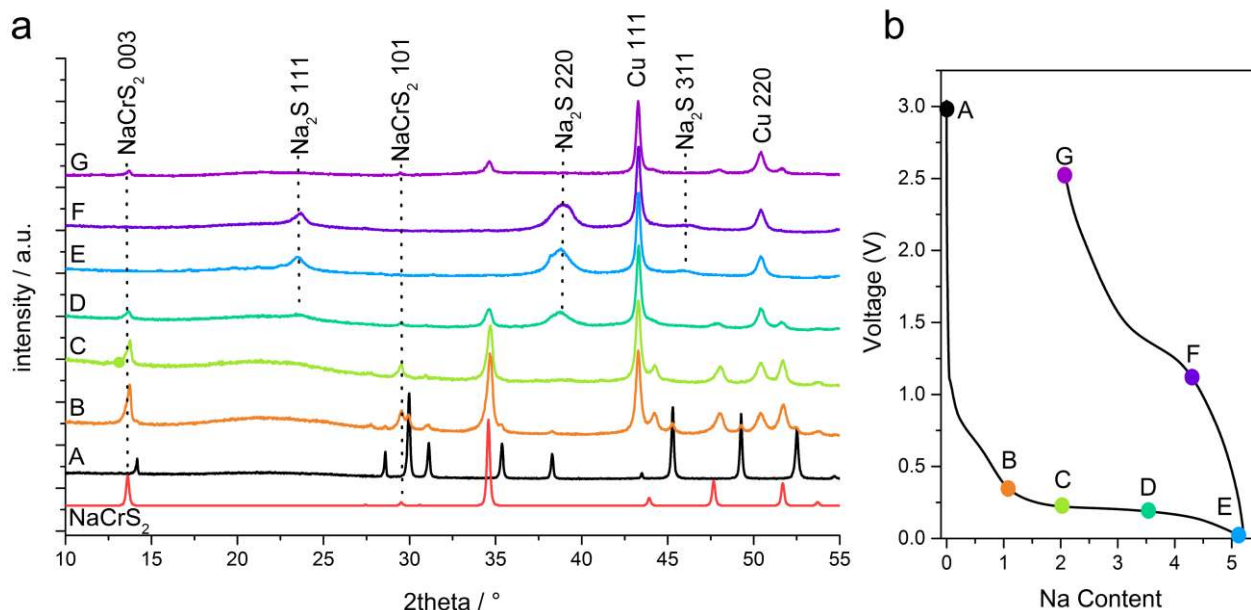 a
NaCrS₂ 003
Na₂S 111
NaCrS₂ 101
Na₂S 220
Cu 111
Na₂S 311
Cu 220
G
F
E
D
C
B
A
NaCrS₂
intensity / a.u.
10 15 20 25 30 35 40 45 50 55
2theta / °
b
3.0
2.5
2.0
1.5
1.0
0.5
0.0
Voltage (V)
A
G
F
B
C
D
E
0 1 2 3 4 5
Na Content